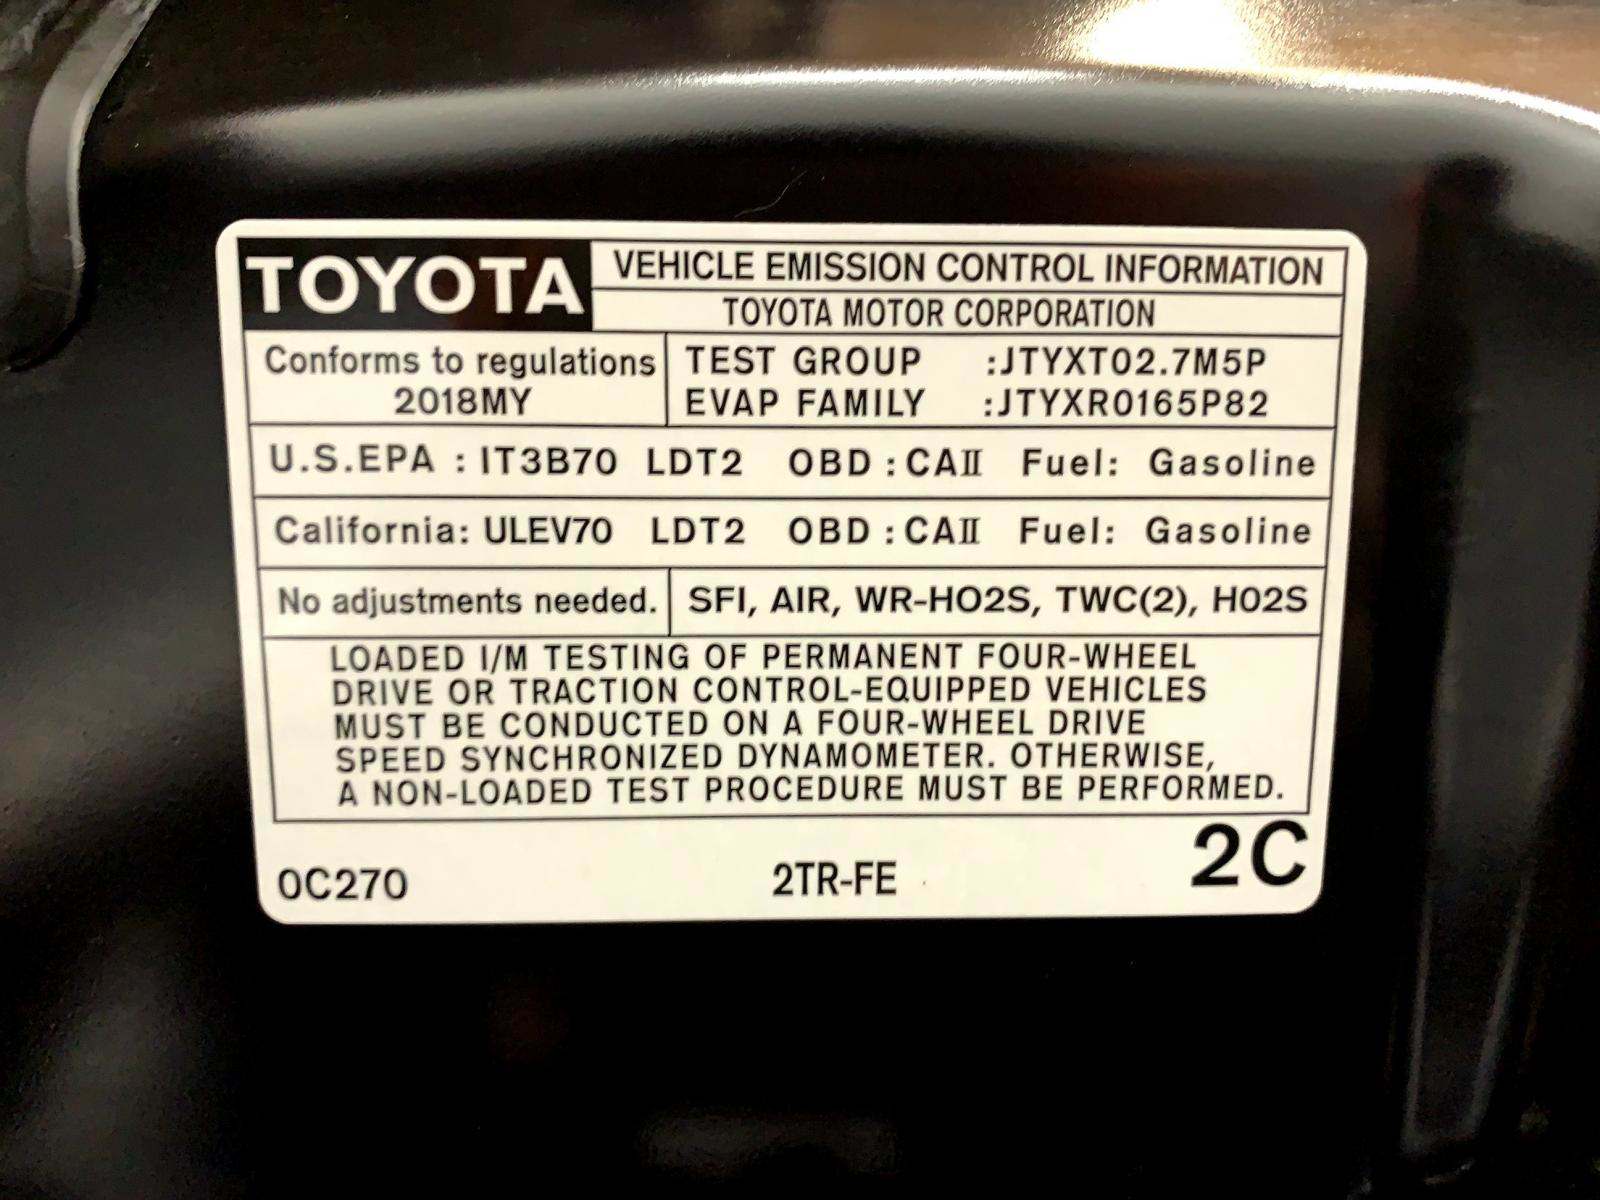 TOYOTA
VEHICLE EMISSION CONTROL INFORMATION
TOYOTA MOTOR CORPORATION
Conforms to regulations
2018MY
TEST GROUP :JTYXT02.7M5P
EVAP FAMILY :JTYXR0165P82
U.S.EPA : IT3B70 LDT2 OBD : CAⅡ Fuel: Gasoline
California: ULEV70 LDT2 OBD : CAⅡ Fuel: Gasoline
No adjustments needed.
SFI, AIR, WR-HO2S, TWC(2), HO2S
LOADED I/M TESTING OF PERMANENT FOUR-WHEEL
DRIVE OR TRACTION CONTROL-EQUIPPED VEHICLES
MUST BE CONDUCTED ON A FOUR-WHEEL DRIVE
SPEED SYNCHRONIZED DYNAMOMETER. OTHERWISE,
A NON-LOADED TEST PROCEDURE MUST BE PERFORMED.
0C270 2TR-FE 2C